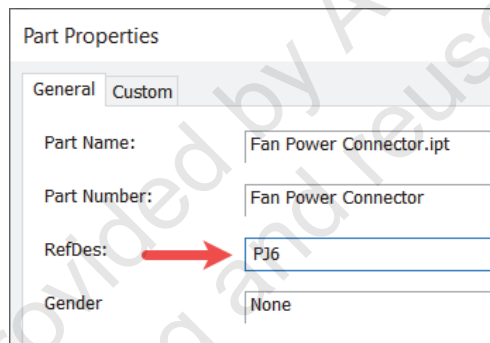 Part Properties
General Custom
Part Name: Fan Power Connector.ipt
Part Number: Fan Power Connector
RefDes: PJ6
Gender None